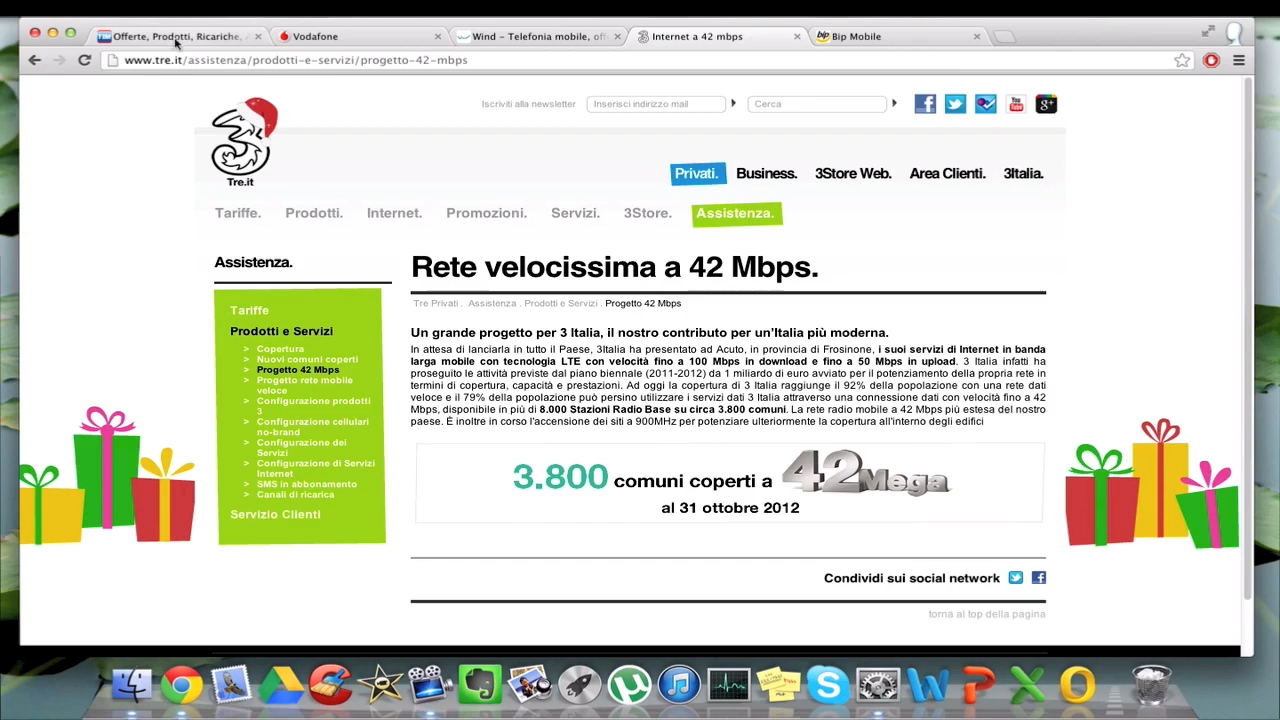 Offerte, Prodotti, Ricariche,
Vodafone
Wind – Telefonia mobile, off
Internet a 42 mbps
bip Bip Mobile
www.tre.it/assistenza/prodotti-e-servizi/progetto-42-mbps
Iscriviti alla newsletter
Inserisci indirizzo mail
Cerca
You Tube
g+
Tre.it
Privati. Business. 3Store Web. Area Clienti. 3Italia.
Tariffe. Prodotti. Internet. Promozioni. Servizi. 3Store. Assistenza.
Assistenza.
Tariffe
Prodotti e Servizi
> Copertura
> Nuovi comuni coperti
> Progetto 42 Mbps
> Progetto rete mobile
veloce
> Configurazione prodotti
3
> Configurazione cellulari
no-brand
> Configurazione dei
Servizi
> Configurazione di Servizi
Internet
> SMS in abbonamento
> Canali di ricarica
Servizio Clienti
Rete velocissima a 42 Mbps.
Tre Privati . Assistenza . Prodotti e Servizi . Progetto 42 Mbps
Un grande progetto per 3 Italia, il nostro contributo per un'Italia più moderna.
In attesa di lanciarla in tutto il Paese, 3Italia ha presentato ad Acuto, in provincia di Frosinone, i suoi servizi di Internet in banda
larga mobile con tecnologia LTE con velocità fino a 100 Mbps in download e fino a 50 Mbps in upload. 3 Italia infatti ha
proseguito le attività previste dal piano biennale (2011-2012) da 1 miliardo di euro avviato per il potenziamento della propria rete in
termini di copertura, capacità e prestazioni. Ad oggi la copertura di 3 Italia raggiunge il 92% della popolazione con una rete dati
veloce e il 79% della popolazione può persino utilizzare i servizi dati 3 Italia attraverso una connessione dati con velocità fino a 42
Mbps, disponibile in più di 8.000 Stazioni Radio Base su circa 3.800 comuni. La rete radio mobile a 42 Mbps più estesa del nostro
paese. È inoltre in corso l'accensione dei siti a 900MHz per potenziare ulteriormente la copertura all'interno degli edifici
3.800 comuni coperti a 42Mega
al 31 ottobre 2012
Condividi sui social network
torna al top della pagina